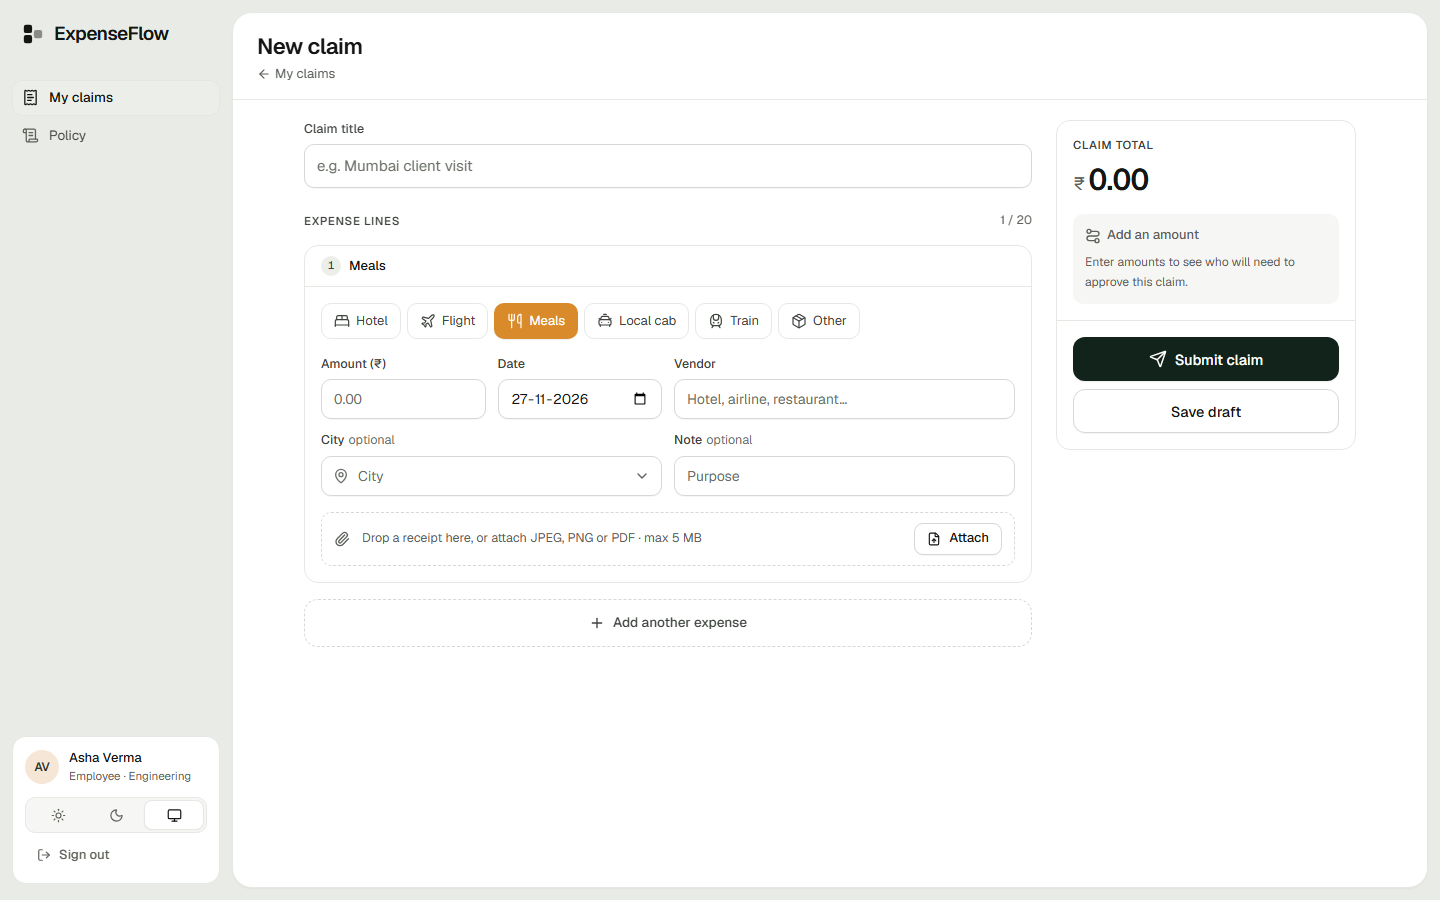 ExpenseFlow
My claims
Policy
AV
Asha Verma
Employee · Engineering
Sign out
New claim
My claims
Claim title
e.g. Mumbai client visit
EXPENSE LINES
1 / 20
1 Meals
Hotel Flight Meals Local cab Train Other
Amount (₹) Date Vendor
0.00 27-11-2026 Hotel, airline, restaurant...
City optional Note optional
City Purpose
Drop a receipt here, or attach JPEG, PNG or PDF · max 5 MB
Attach
Add another expense
CLAIM TOTAL
₹ 0.00
Add an amount
Enter amounts to see who will need to
approve this claim.
Submit claim
Save draft